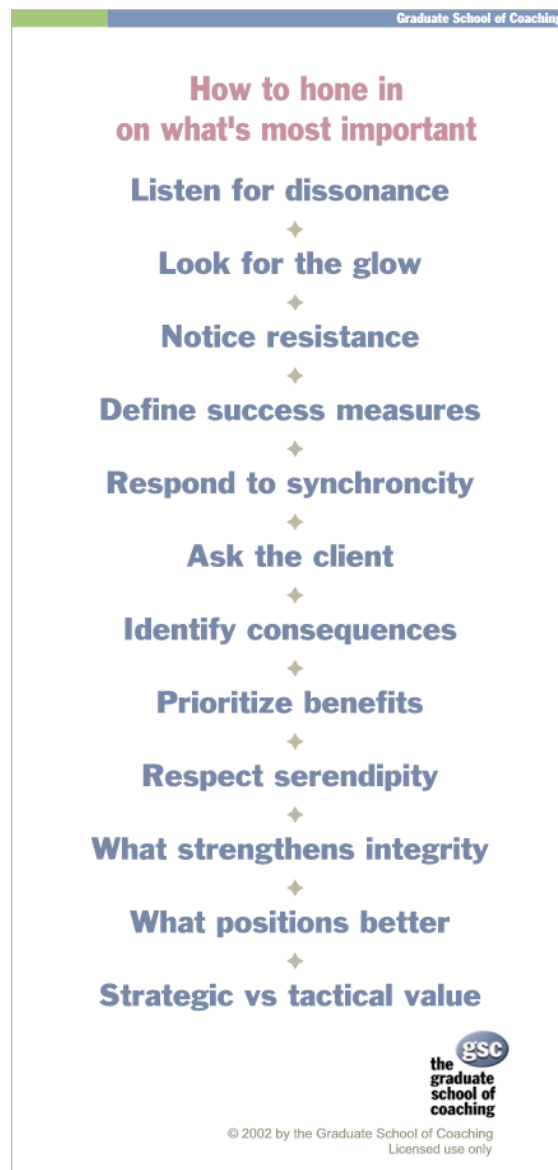 Graduate School of Coaching
How to hone in
on what's most important
Listen for dissonance
Look for the glow
Notice resistance
Define success measures
Respond to synchroncity
Ask the client
Identify consequences
Prioritize benefits
Respect serendipity
What strengthens integrity
What positions better
Strategic vs tactical value
gsc
the
graduate
school of
coaching
© 2002 by the Graduate School of Coaching
Licensed use only